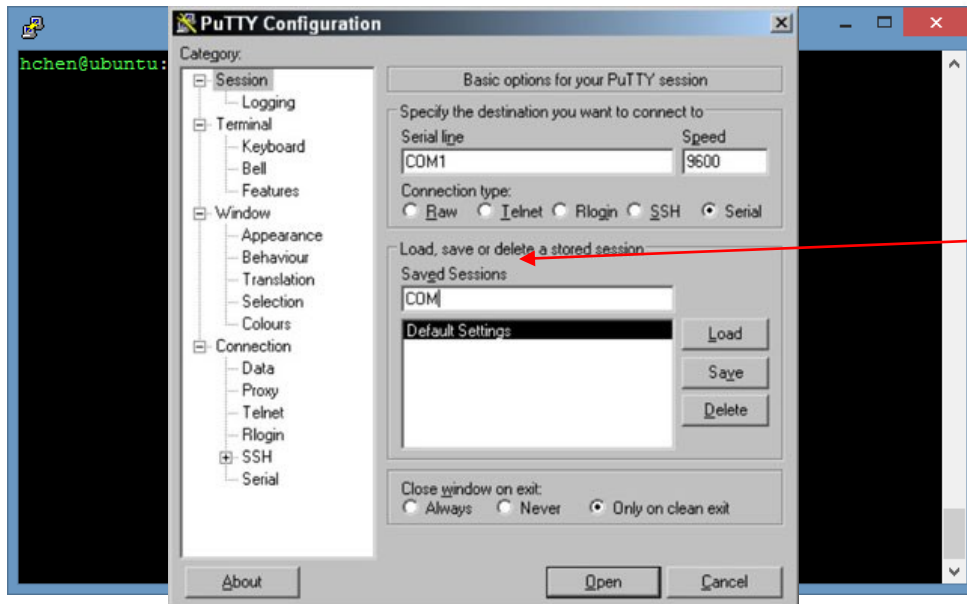 PuTTY Configuration
hchen@ubuntu:
Category:
Session
Logging
Terminal
Keyboard
Bell
Features
Window
Appearance
Behaviour
Translation
Selection
Colours
Connection
Data
Proxy
Telnet
Rlogin
SSH
Serial
Basic options for your PuTTY session
Specify the destination you want to connect to
Serial line Speed
COM1 9600
Connection type:
Raw Telnet Rlogin SSH Serial
Load, save or delete a stored session
Saved Sessions
COM
Default Settings
Load
Save
Delete
Close window on exit:
Always Never Only on clean exit
About Open Cancel